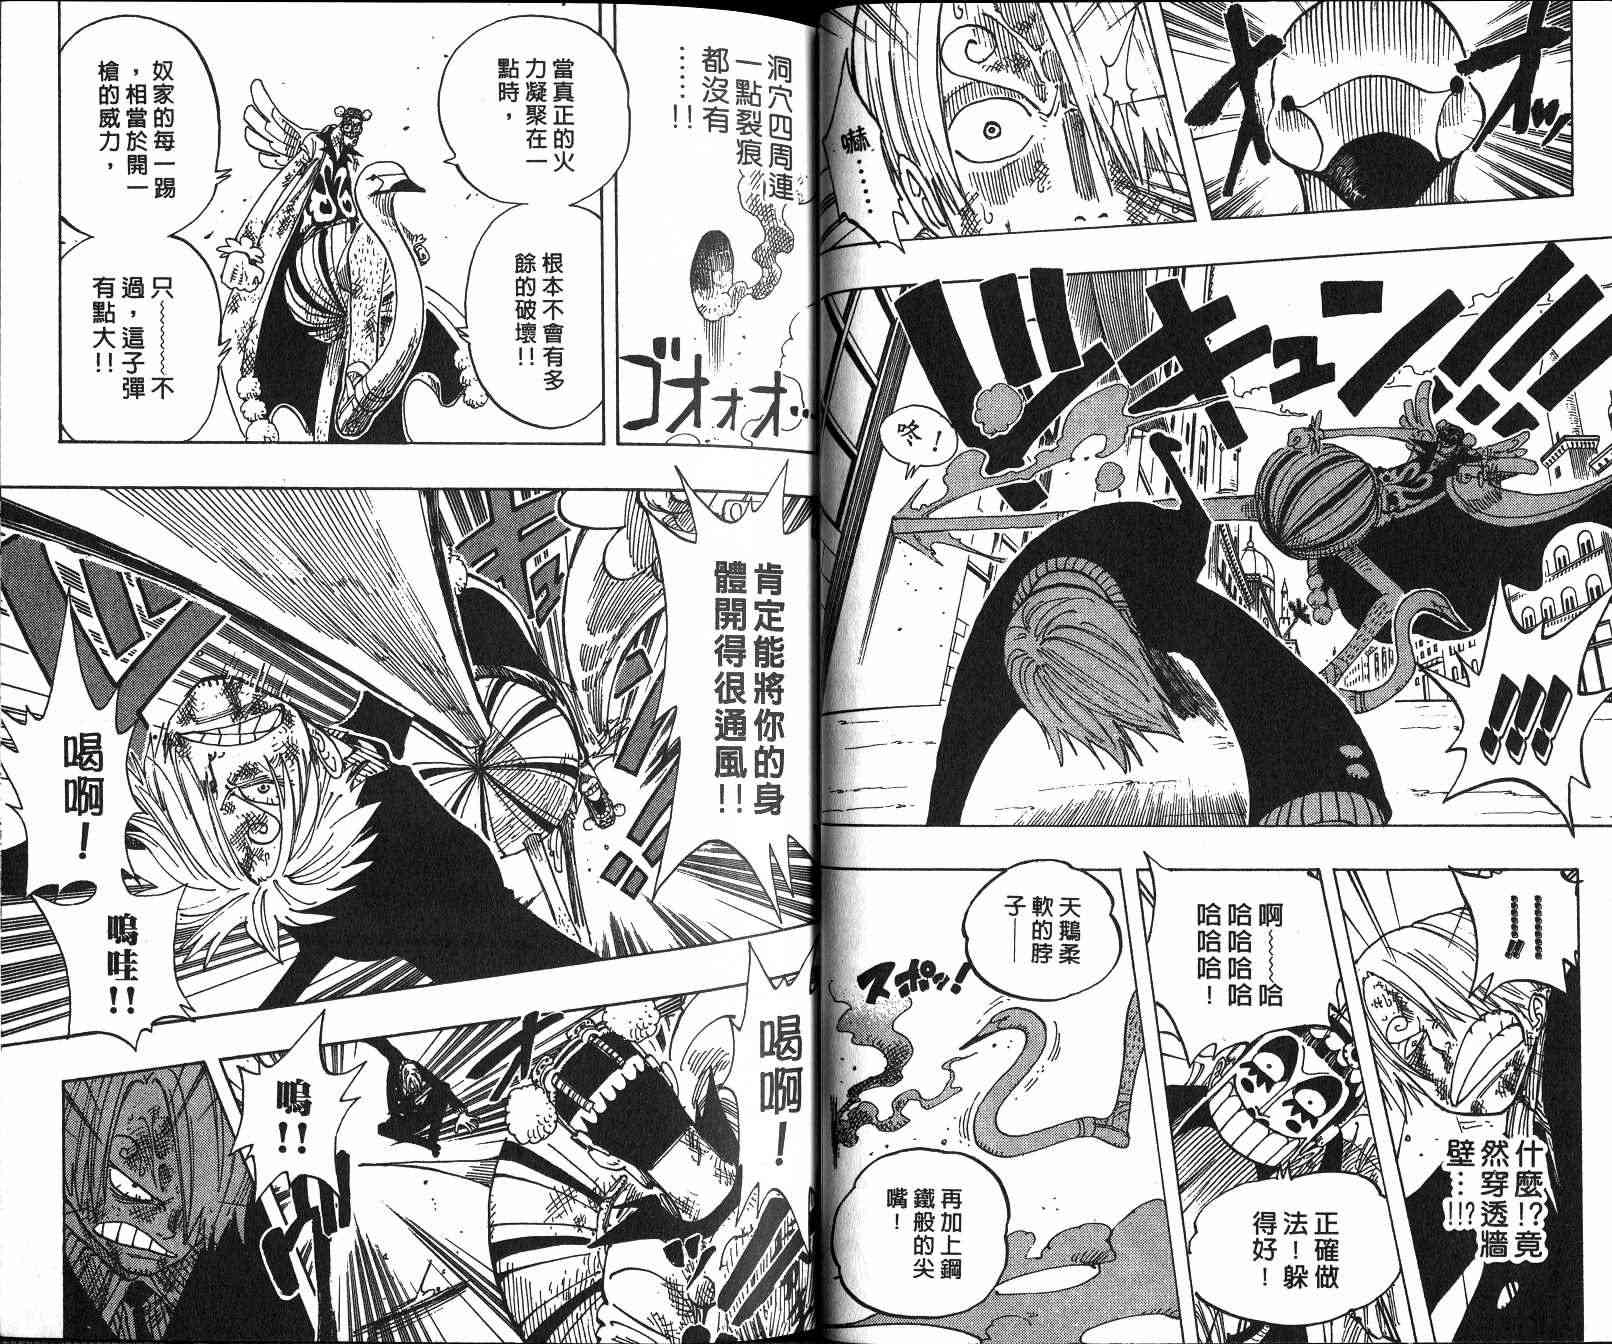 嚇……
ドキュン!!!
咚！
!!!!
………!!
什麼!?竟
然穿透牆
壁…!!?
啊～～哈
哈哈哈哈
哈哈哈！
正確做
法！躲
得好！
天鵝柔
軟的脖
子──
スポッ!
再加上鋼
鐵般的尖
嘴！
洞穴四周連
一點裂痕
都沒有
……!!
ゴオォオ…
當真正的火
力凝聚在一
點時，
根本不會有多
餘的破壞!!
奴家的每一踢
，相當於開一
槍的威力，
只～～～不
過，這子彈
有點大!!
肯定能將你的身
體開得很通風!!
ドキュ!!
喝啊！
嗚哇!!
喝啊！
嗚!!